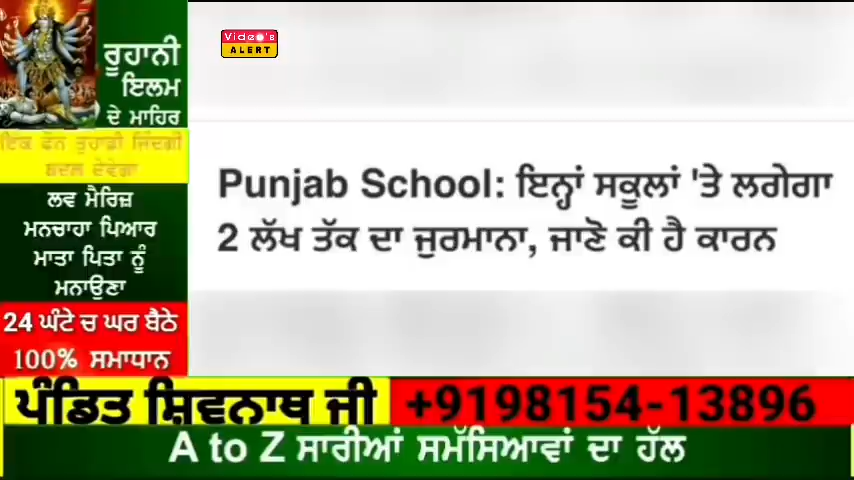 Video's
ALERT
ਰੂਹਾਨੀ
ਇਲਮ
ਦੇ ਮਾਹਿਰ
ਇਕ ਫੋਨ ਤੁਹਾਡੀ ਜਿੰਦਗੀ
ਬਦਲ ਦੇਵੇਗਾ
ਲਵ ਮੈਰਿਜ਼
ਮਨਚਾਹਾ ਪਿਆਰ
ਮਾਤਾ ਪਿਤਾ ਨੂੰ
ਮਨਾਉਣਾ
24 ਘੰਟੇ ਚ ਘਰ ਬੈਠੇ
100% ਸਮਾਧਾਨ
Punjab School: ਇਨ੍ਹਾਂ ਸਕੂਲਾਂ 'ਤੇ ਲਗੇਗਾ
2 ਲੱਖ ਤੱਕ ਦਾ ਜੁਰਮਾਨਾ, ਜਾਣੋ ਕੀ ਹੈ ਕਾਰਨ
ਪੰਡਿਤ ਸ਼ਿਵਨਾਥ ਜੀ +9198154-13896
A to Z ਸਾਰੀਆਂ ਸਮੱਸਿਆਵਾਂ ਦਾ ਹੱਲ